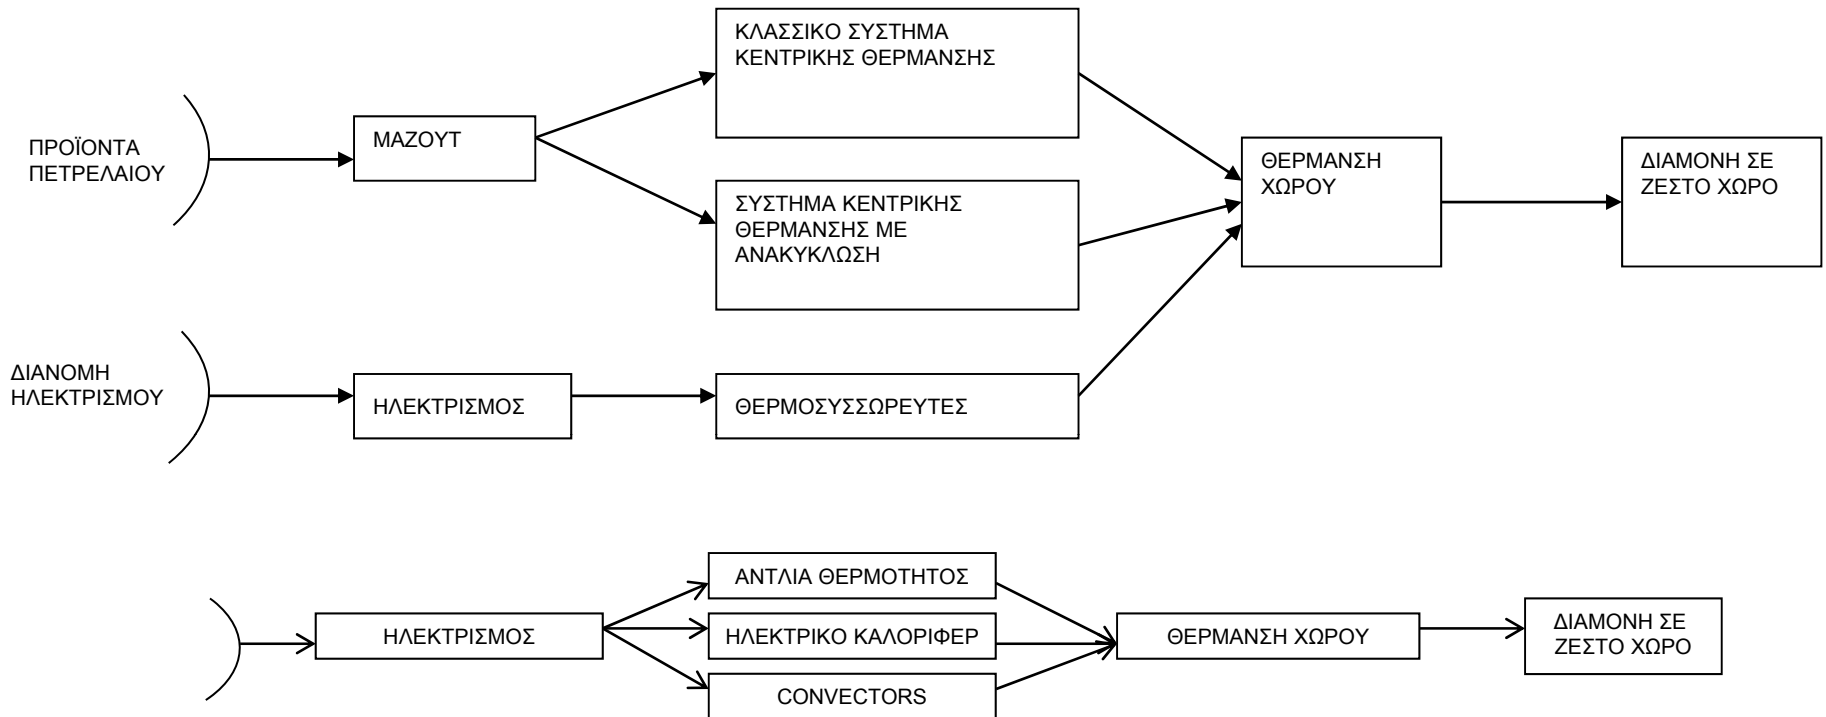 ΚΛΑΣΣΙΚΟ ΣΥΣΤΗΜΑ
ΚΕΝΤΡΙΚΗΣ ΘΕΡΜΑΝΣΗΣ
ΠΡΟΪΟΝΤΑ
ΠΕΤΡΕΛΑΙΟΥ
ΜΑΖΟΥΤ
ΣΥΣΤΗΜΑ ΚΕΝΤΡΙΚΗΣ
ΘΕΡΜΑΝΣΗΣ ΜΕ
ΑΝΑΚΥΚΛΩΣΗ
ΘΕΡΜΑΝΣΗ
ΧΩΡΟΥ
ΔΙΑΜΟΝΗ ΣΕ
ΖΕΣΤΟ ΧΩΡΟ
ΔΙΑΝΟΜΗ
ΗΛΕΚΤΡΙΣΜΟΥ
ΗΛΕΚΤΡΙΣΜΟΣ
ΘΕΡΜΟΣΥΣΣΩΡΕΥΤΕΣ
ΗΛΕΚΤΡΙΣΜΟΣ
ΑΝΤΛΙΑ ΘΕΡΜΟΤΗΤΟΣ
ΗΛΕΚΤΡΙΚΟ ΚΑΛΟΡΙΦΕΡ
CONVECTORS
ΘΕΡΜΑΝΣΗ ΧΩΡΟΥ
ΔΙΑΜΟΝΗ ΣΕ
ΖΕΣΤΟ ΧΩΡΟ